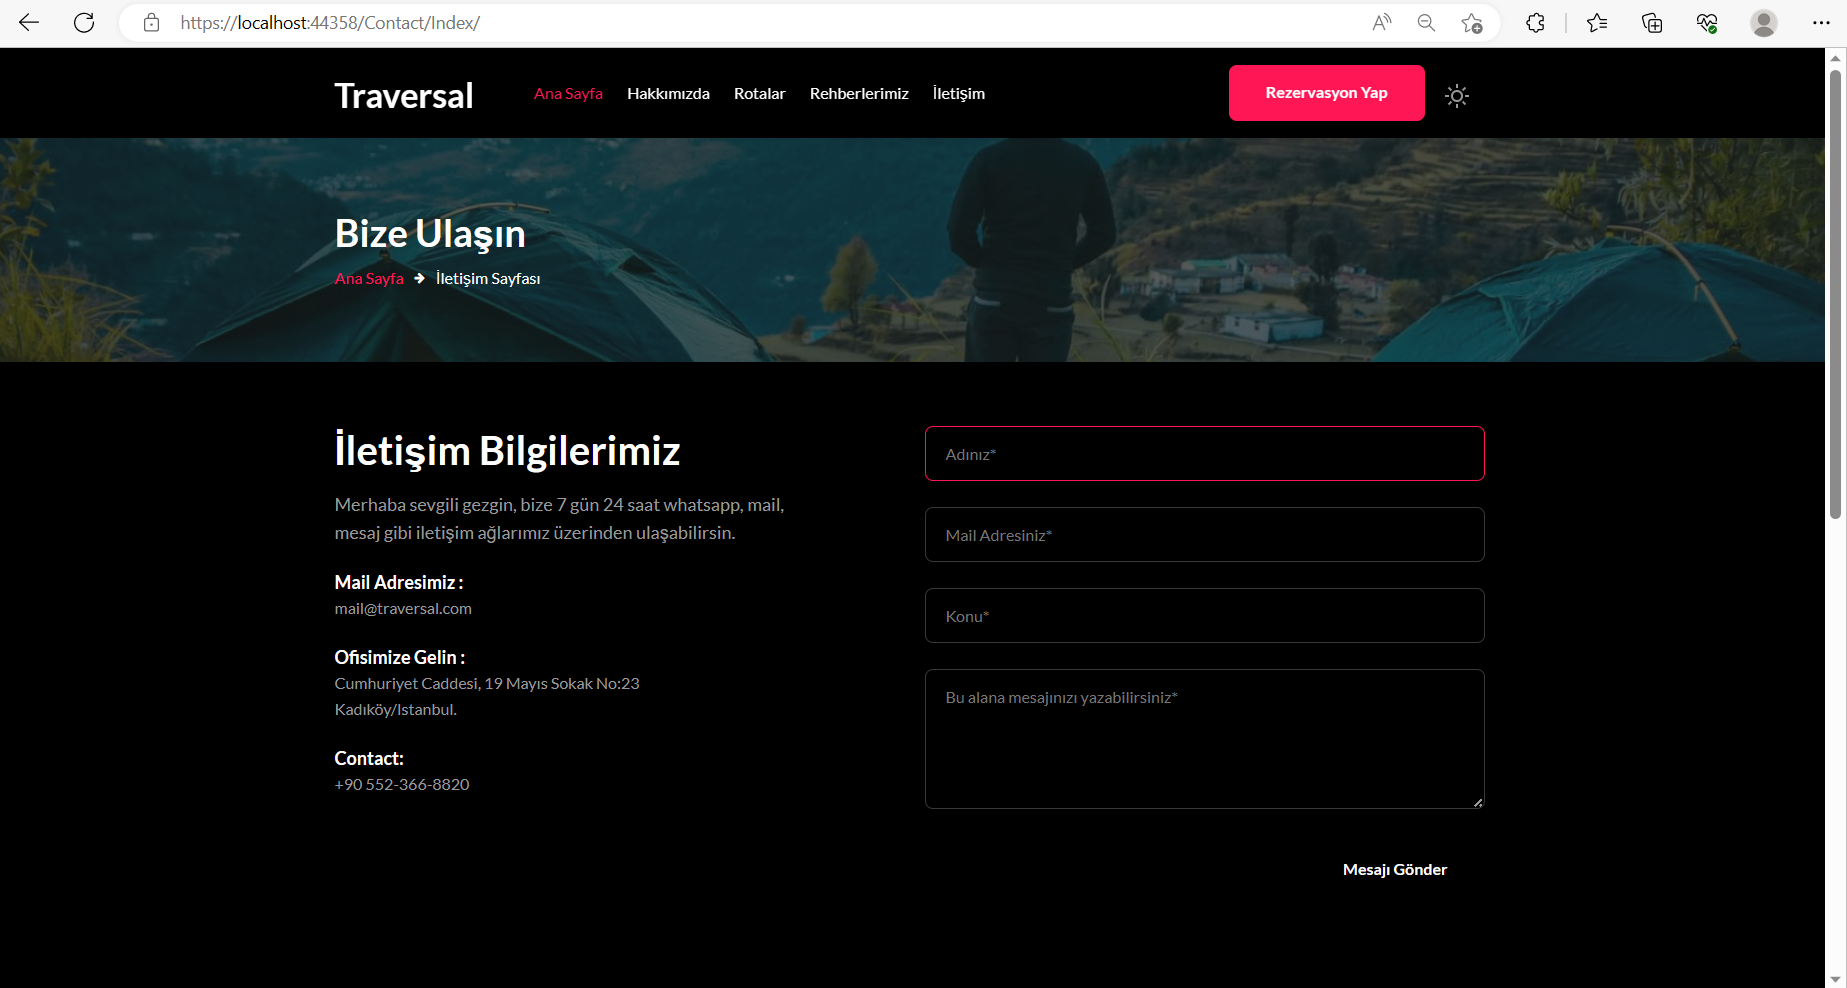 https://localhost:44358/Contact/Index/
Traversal
Ana Sayfa
Hakkımızda
Rotalar
Rehberlerimiz
İletişim
Rezervasyon Yap
Bize Ulaşın
Ana Sayfa → İletişim Sayfası
İletişim Bilgilerimiz
Merhaba sevgili gezgin, bize 7 gün 24 saat whatsapp, mail,
mesaj gibi iletişim ağlarımız üzerinden ulaşabilirsin.
Mail Adresimiz :
mail@traversal.com
Ofisimize Gelin :
Cumhuriyet Caddesi, 19 Mayıs Sokak No:23
Kadıköy/Istanbul.
Contact:
+90 552-366-8820
Adınız*
Mail Adresiniz*
Konu*
Bu alana mesajınızı yazabilirsiniz*
Mesajı Gönder